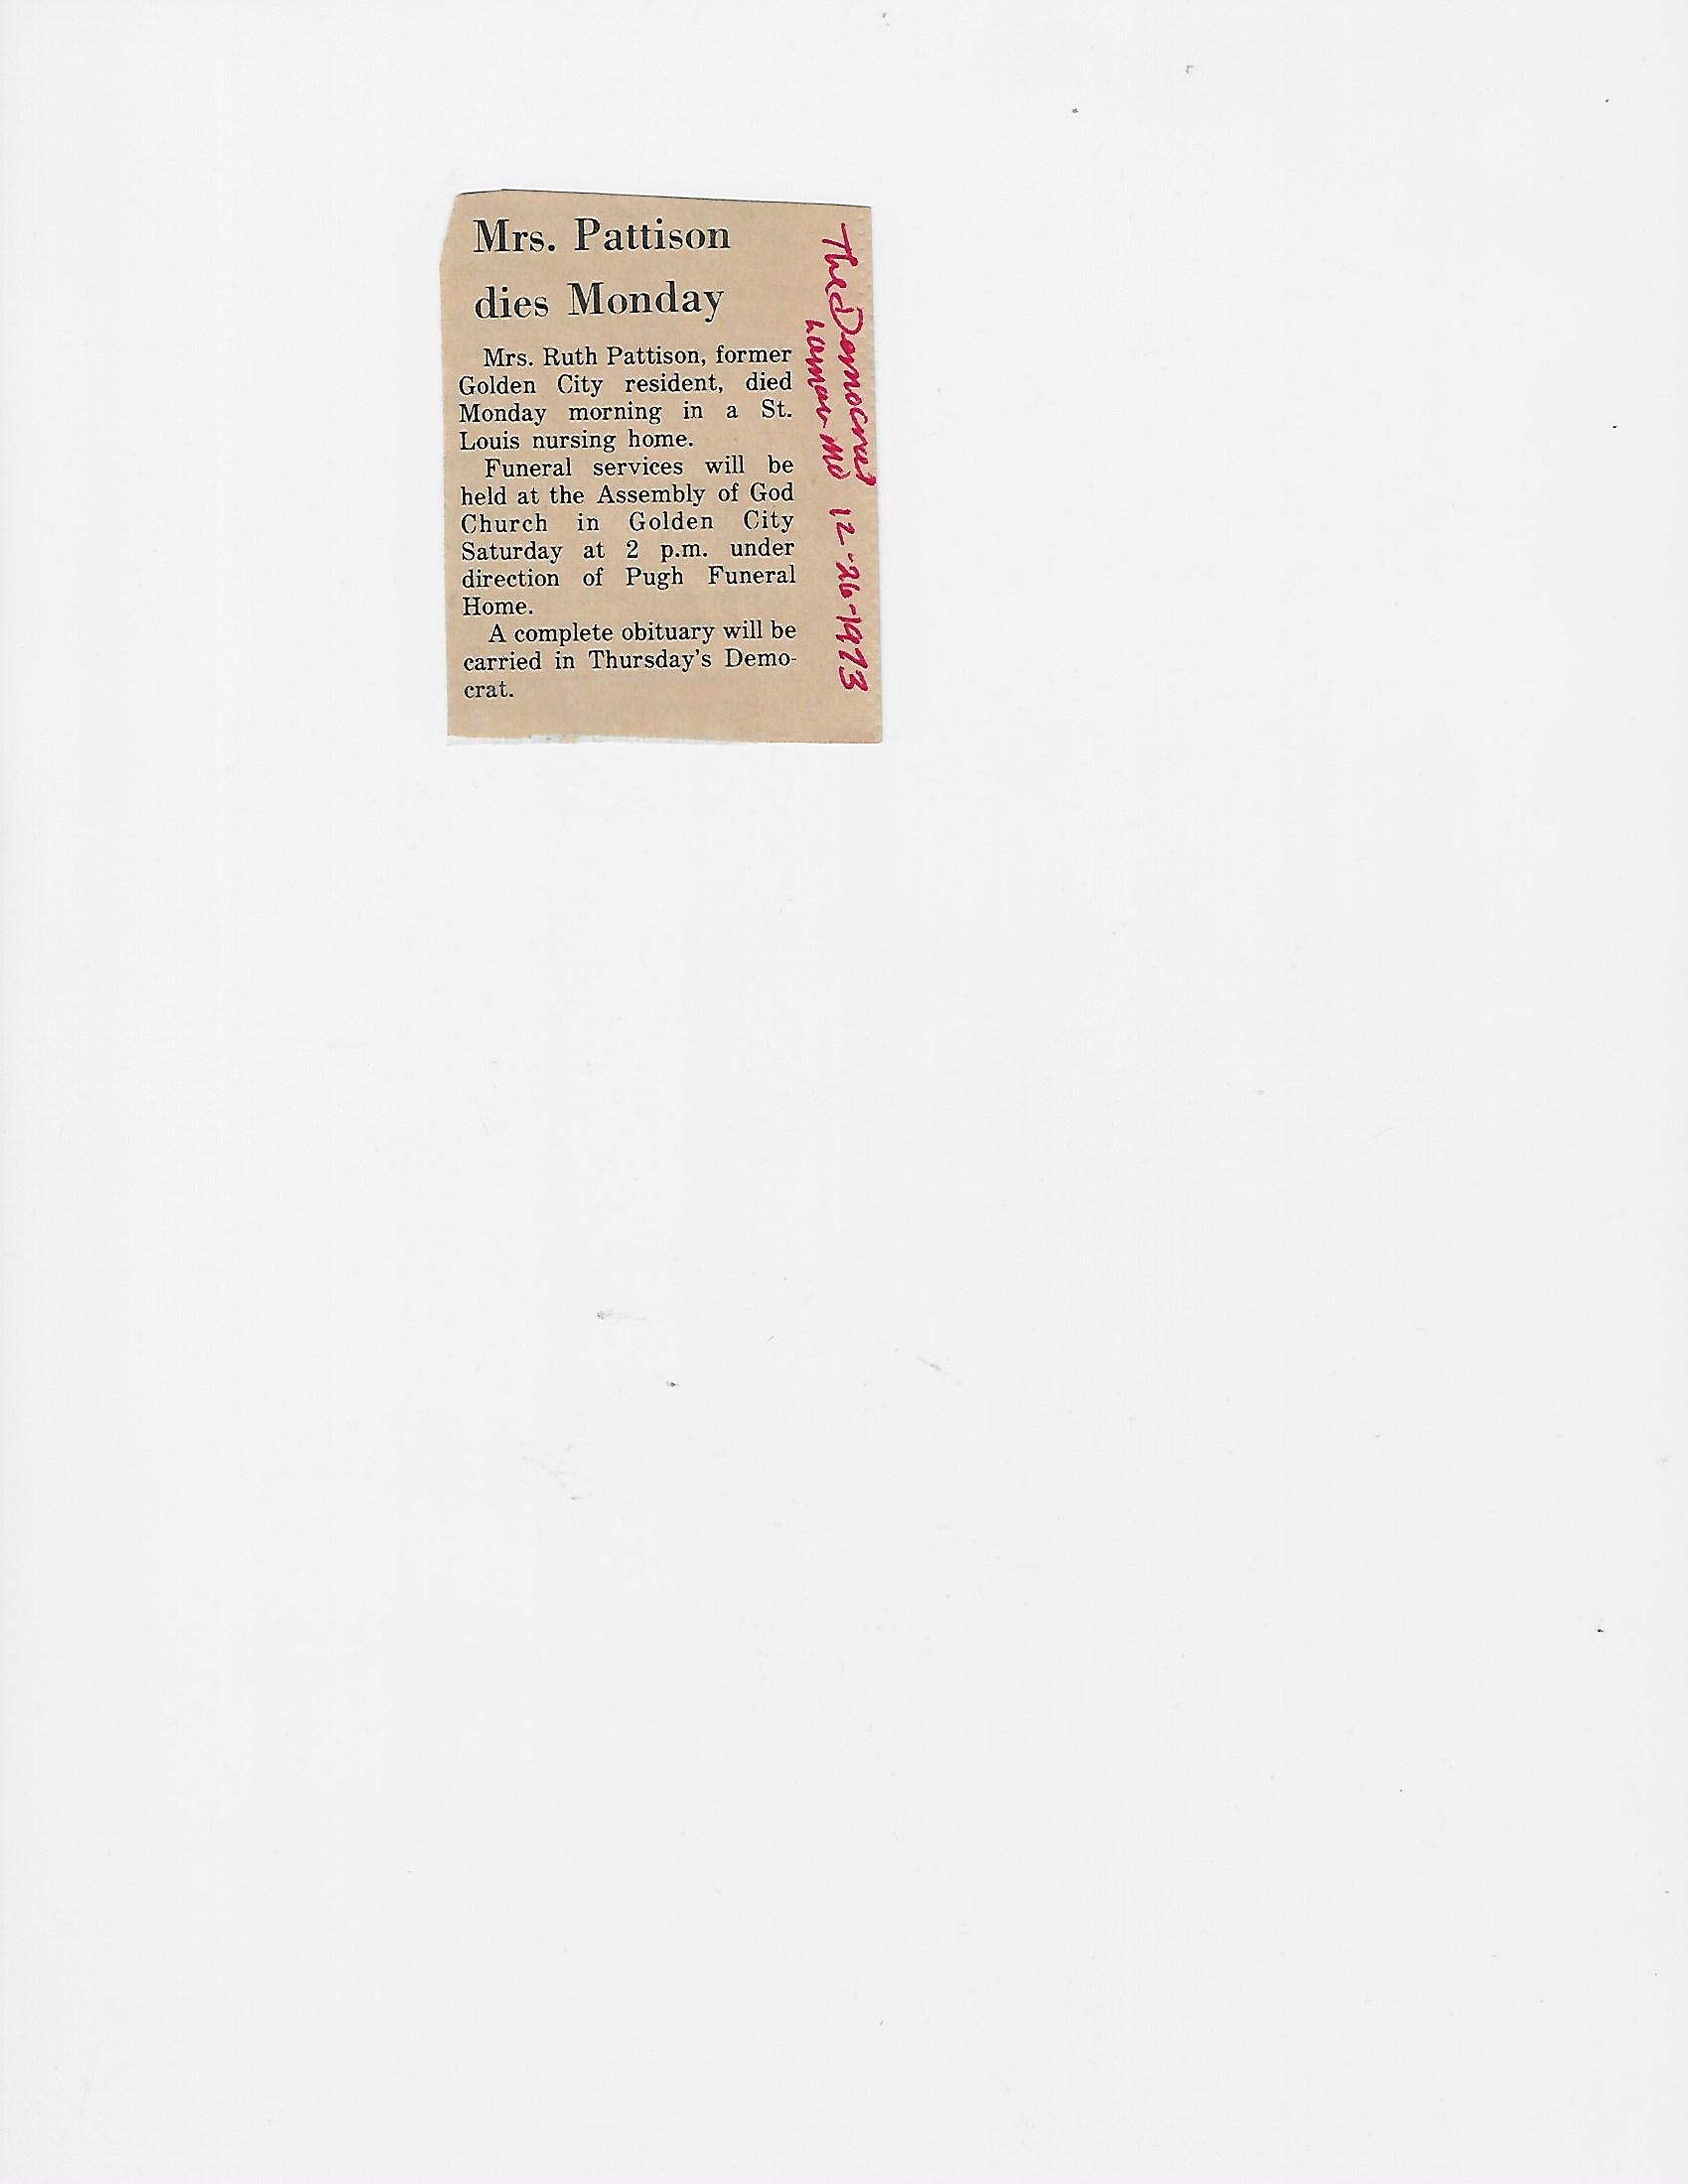 Mrs. Pattison
dies Monday
Mrs. Ruth Pattison, former
Golden City resident, died
Monday morning in a St.
Louis nursing home.
Funeral services will be
held at the Assembly of God
Church in Golden City
Saturday at 2 p.m. under
direction of Pugh Funeral
Home.
A complete obituary will be
carried in Thursday's Demo-
crat.
The Democrat
Lamar Mo 12-26-1973